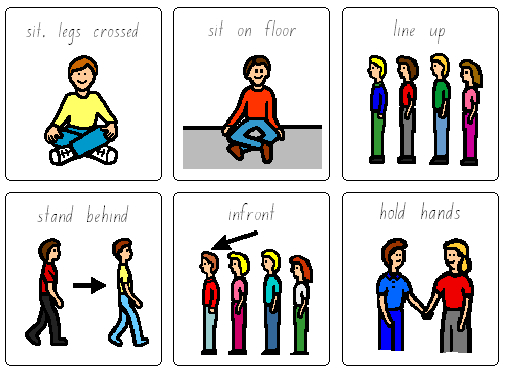 sit. legs crossed
sit on floor
line up
stand behind
infront
hold hands